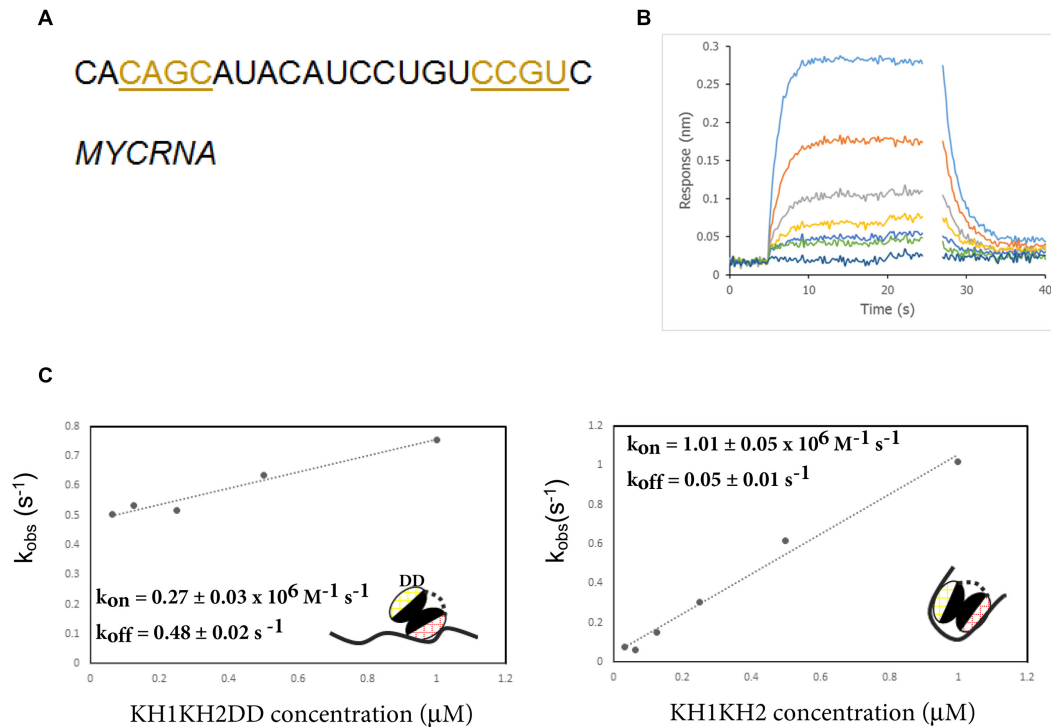 A
CACAGCAUACAUCCUGUCCGUC
MYCRNA
B
0.3
0.25
0.2
0.15
0.1
0.05
0
Response (nm)
0 10 20 30 40
Time (s)
C
0.8
0.7
0.6
0.5
0.4
0.3
0.2
0.1
0
kobs (s-1)
kon = 0.27 ± 0.03 x 10⁶ M⁻¹ s⁻¹
koff = 0.48 ± 0.02 s ⁻¹
DD
0 0.2 0.4 0.6 0.8 1 1.2
KH1KH2DD concentration (µM)
1.2
1
0.8
0.6
0.4
0.2
0
kobs(s-1)
kon = 1.01 ± 0.05 x 10⁶ M⁻¹ s⁻¹
koff = 0.05 ± 0.01 s⁻¹
0 0.2 0.4 0.6 0.8 1 1.2
KH1KH2 concentration (µM)